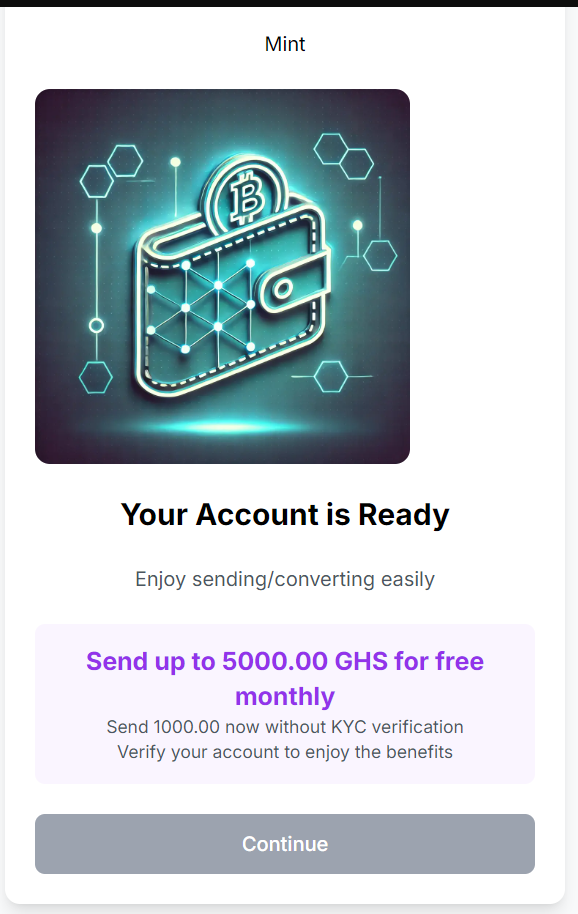 Mint
₿
Your Account is Ready
Enjoy sending/converting easily
Send up to 5000.00 GHS for free
monthly
Send 1000.00 now without KYC verification
Verify your account to enjoy the benefits
Continue